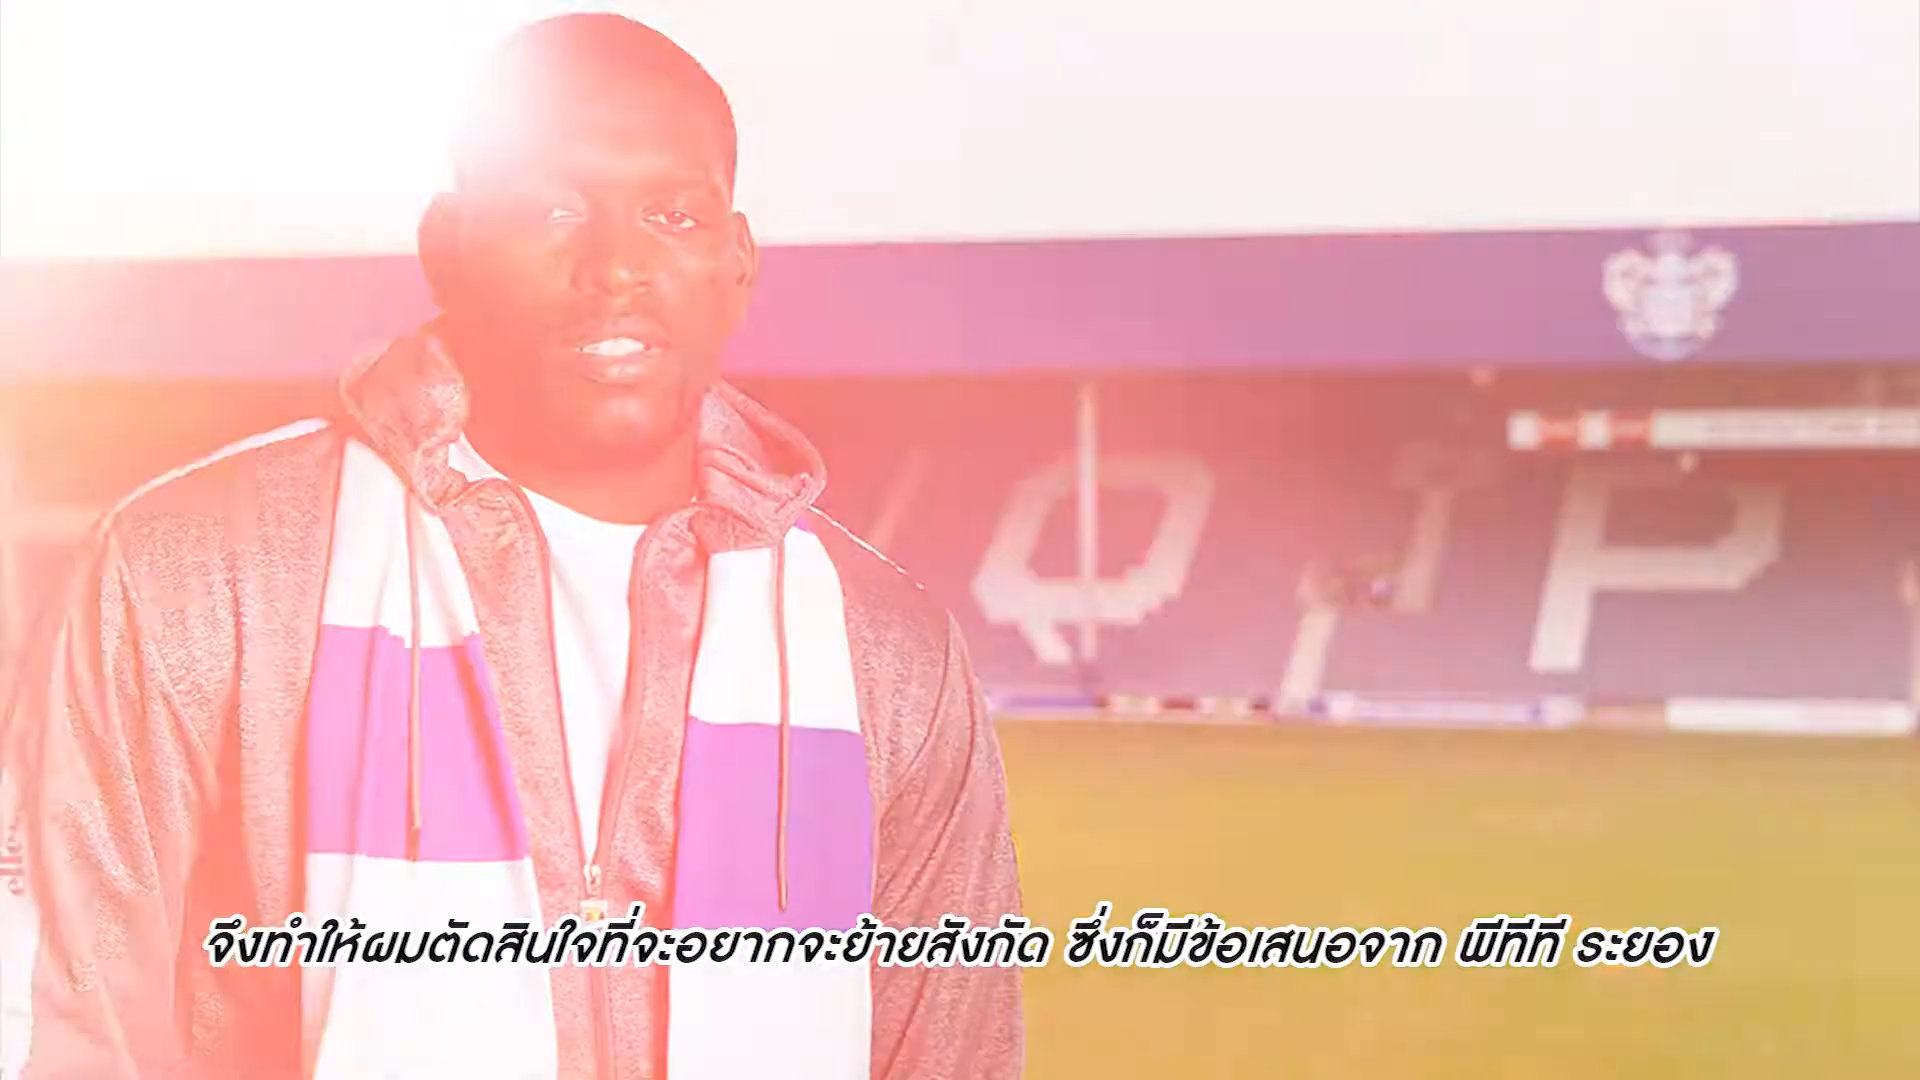 Q P
จึงทำให้ผมตัดสินใจที่จะอยากจะย้ายสังกัด ซึ่งก็มีข้อเสนอจาก พีทีที ระยอง